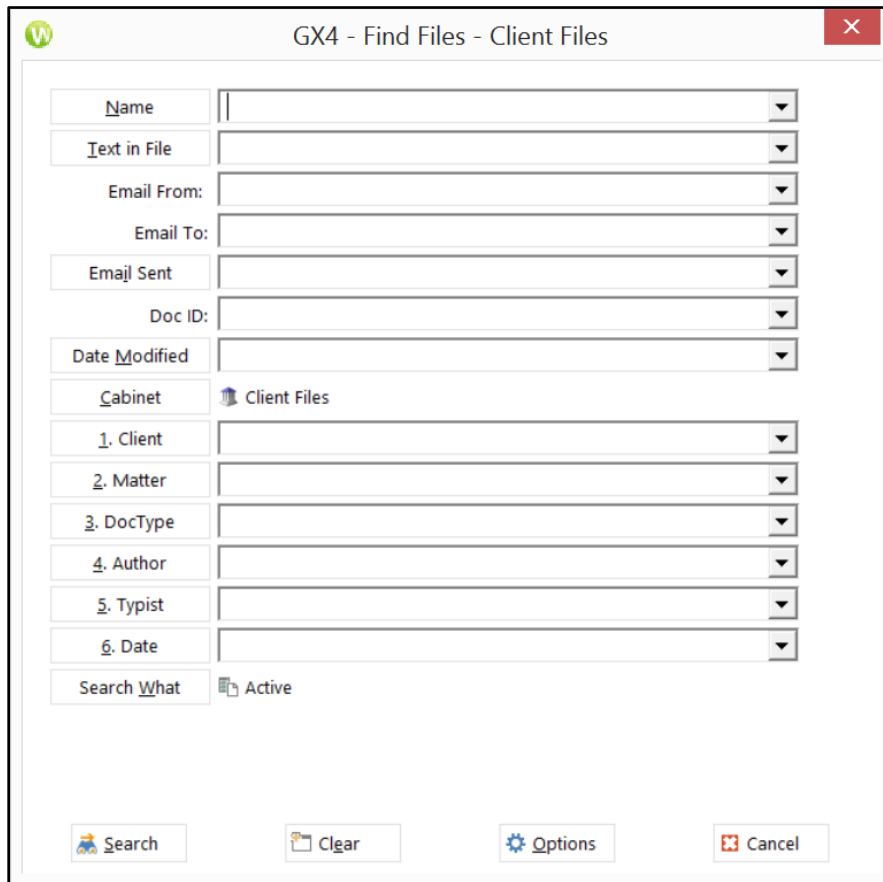 W
GX4 - Find Files - Client Files
Name
Text in File
Email From:
Email To:
Email Sent
Doc ID:
Date Modified
Cabinet Client Files
1. Client
2. Matter
3. DocType
4. Author
5. Typist
6. Date
Search What Active
Search Clear Options Cancel